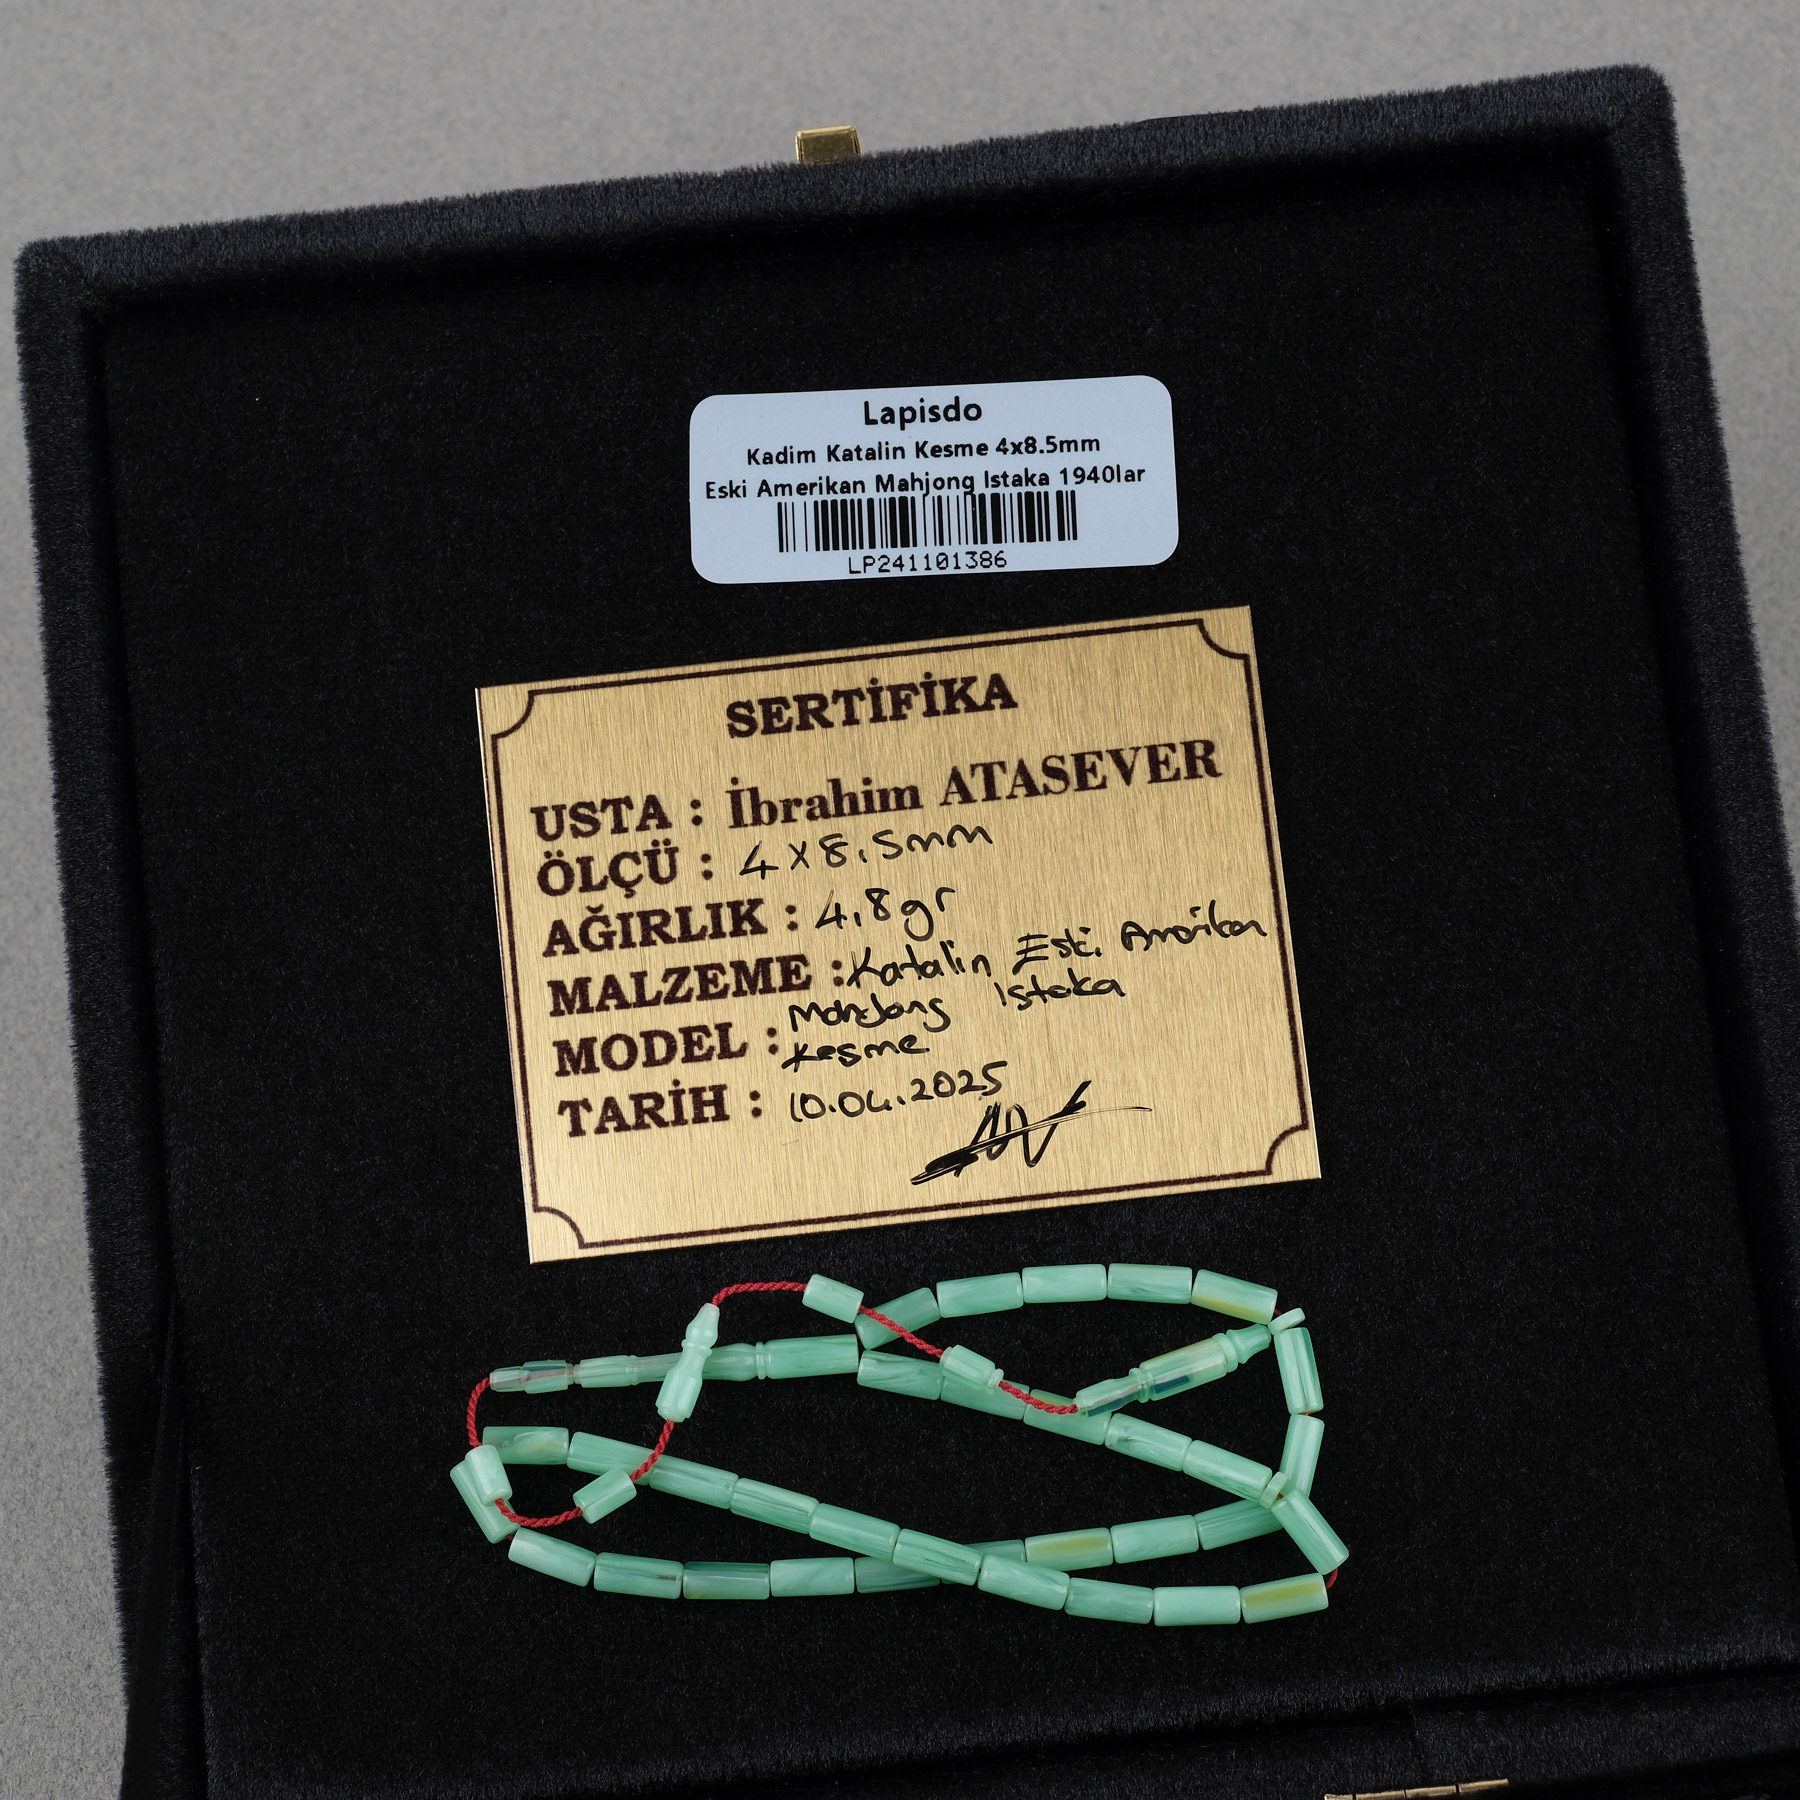 Lapisdo
Kadim Katalin Kesme 4x8.5mm
Eski Amerikan Mahjong Istaka 1940lar
LP241101386
SERTİFİKA
USTA : İbrahim ATASEVER
ÖLÇÜ : 4x8.5mm
AĞIRLIK : 4,8gr
MALZEME : Katalin Eski Amerikan
Mahjong Istaka
MODEL : Kesme
TARİH : 10.04.2025